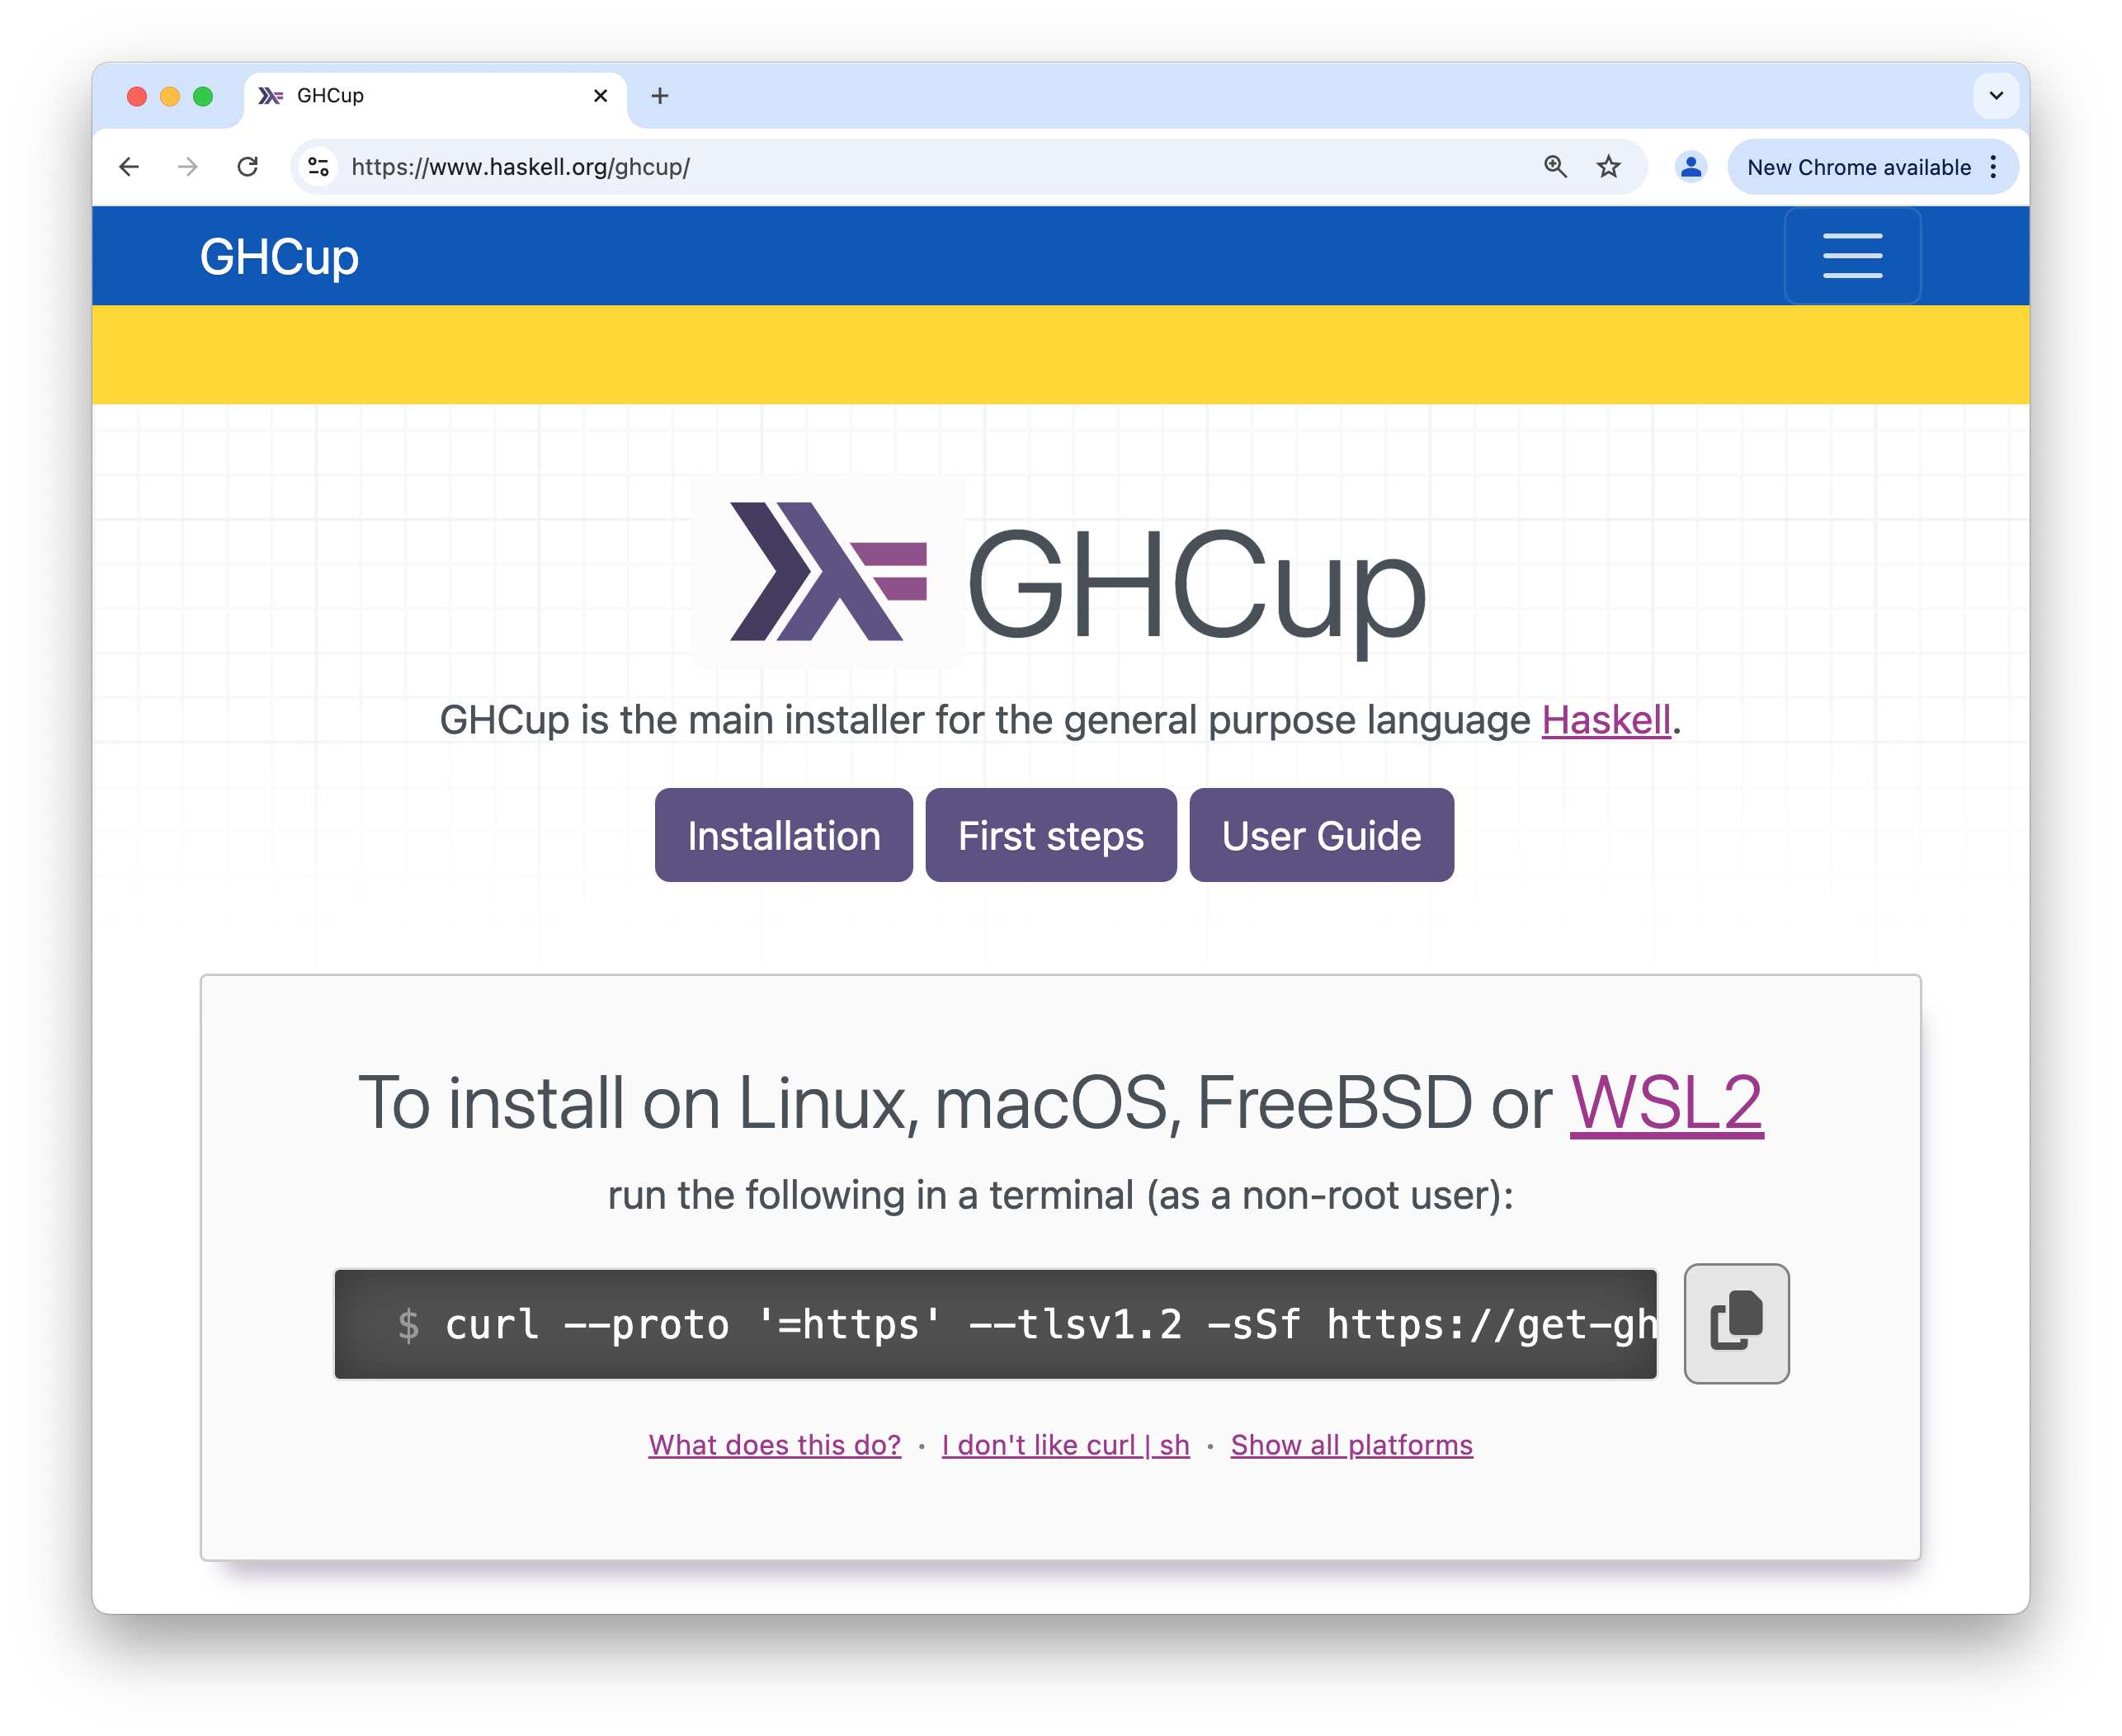 GHCup
https://www.haskell.org/ghcup/
New Chrome available
GHCup
GHCup
GHCup is the main installer for the general purpose language Haskell.
Installation
First steps
User Guide
To install on Linux, macOS, FreeBSD or WSL2
run the following in a terminal (as a non-root user):
$ curl --proto '=https' --tlsv1.2 -sSf https://get-gh
What does this do? · I don't like curl | sh · Show all platforms